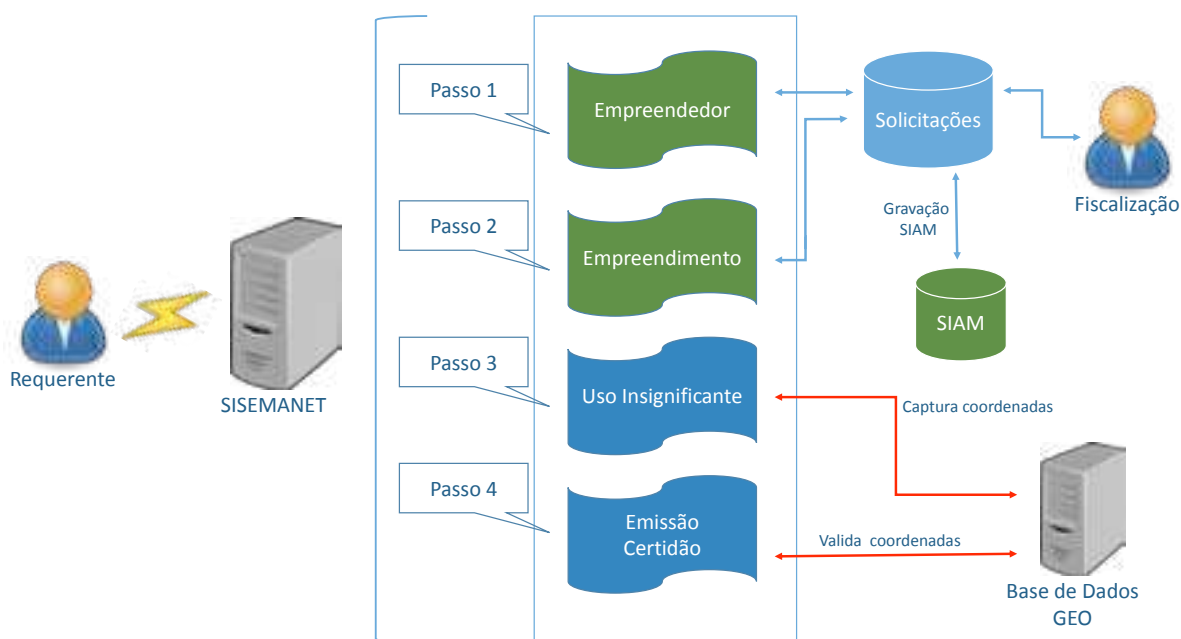 Passo 1
Empreendedor
Solicitações
Fiscalização
Passo 2
Empreendimento
Gravação
SIAM
SIAM
Requerente
SISEMANET
Passo 3
Uso Insignificante
Captura coordenadas
Passo 4
Emissão
Certidão
Valida coordenadas
Base de Dados
GEO